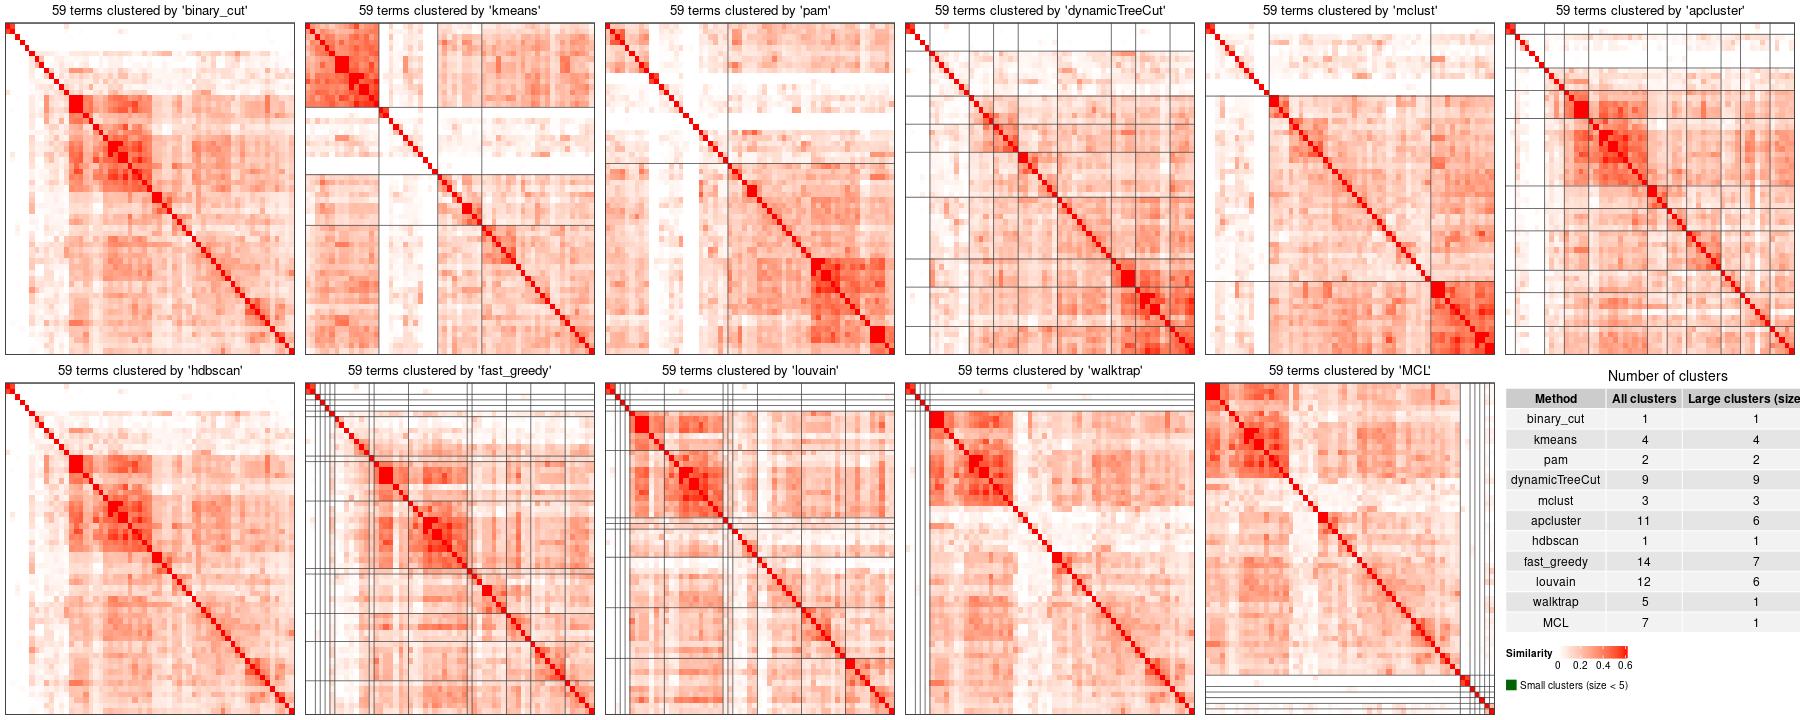 59 terms clustered by 'binary_cut'
59 terms clustered by 'kmeans'
59 terms clustered by 'pam'
59 terms clustered by 'dynamicTreeCut'
59 terms clustered by 'mclust'
59 terms clustered by 'apcluster'
59 terms clustered by 'hdbscan'
59 terms clustered by 'fast_greedy'
59 terms clustered by 'louvain'
59 terms clustered by 'walktrap'
59 terms clustered by 'MCL'
Number of clusters
Method All clusters Large clusters (size
binary_cut 1 1
kmeans 4 4
pam 2 2
dynamicTreeCut 9 9
mclust 3 3
apcluster 11 6
hdbscan 1 1
fast_greedy 14 7
louvain 12 6
walktrap 5 1
MCL 7 1
Similarity
0 0.2 0.4 0.6
Small clusters (size < 5)